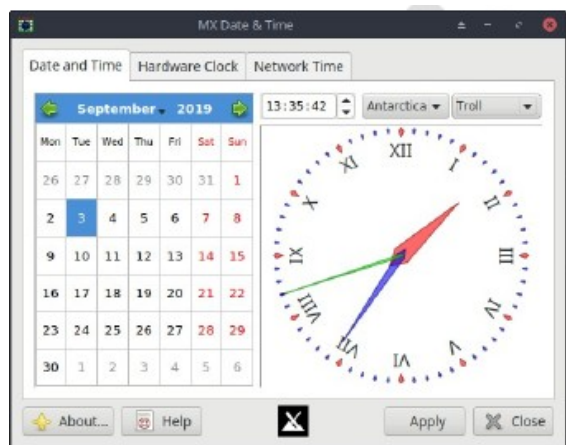 MX Date & Time
Date and Time Hardware Clock Network Time
September 2019 13:35:42 Antarctica Troll
Mon Tue Wed Thu Fri Sat Sun
26 27 28 29 30 31 1
2 3 4 5 6 7 8
9 10 11 12 13 14 15
16 17 18 19 20 21 22
23 24 25 26 27 28 29
30 1 2 3 4 5 6
XII
I
II
III
IV
V
VI
VII
VIII
IX
X
XI
About... Help Apply Close